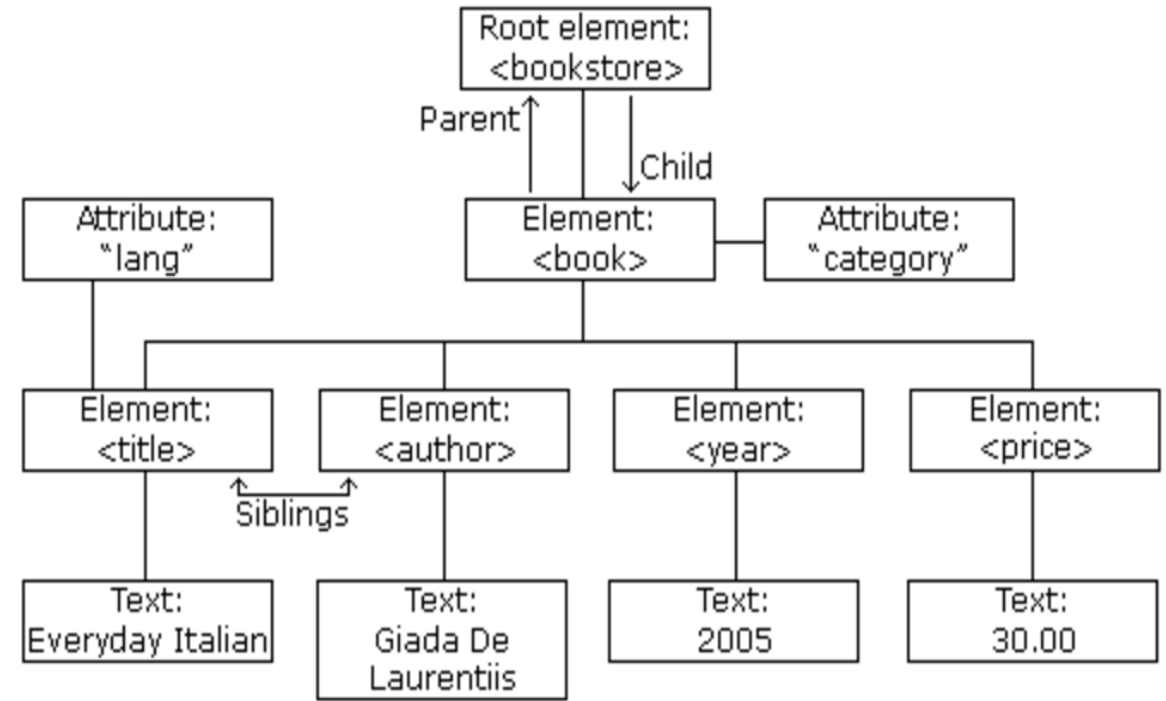 Root element:
<bookstore>
Parent
Child
Attribute:
“lang”
Element:
<book>
Attribute:
“category”
Element:
<title>
Element:
<author>
Element:
<year>
Element:
<price>
Siblings
Text:
Everyday Italian
Text:
Giada De
Laurentiis
Text:
2005
Text:
30.00